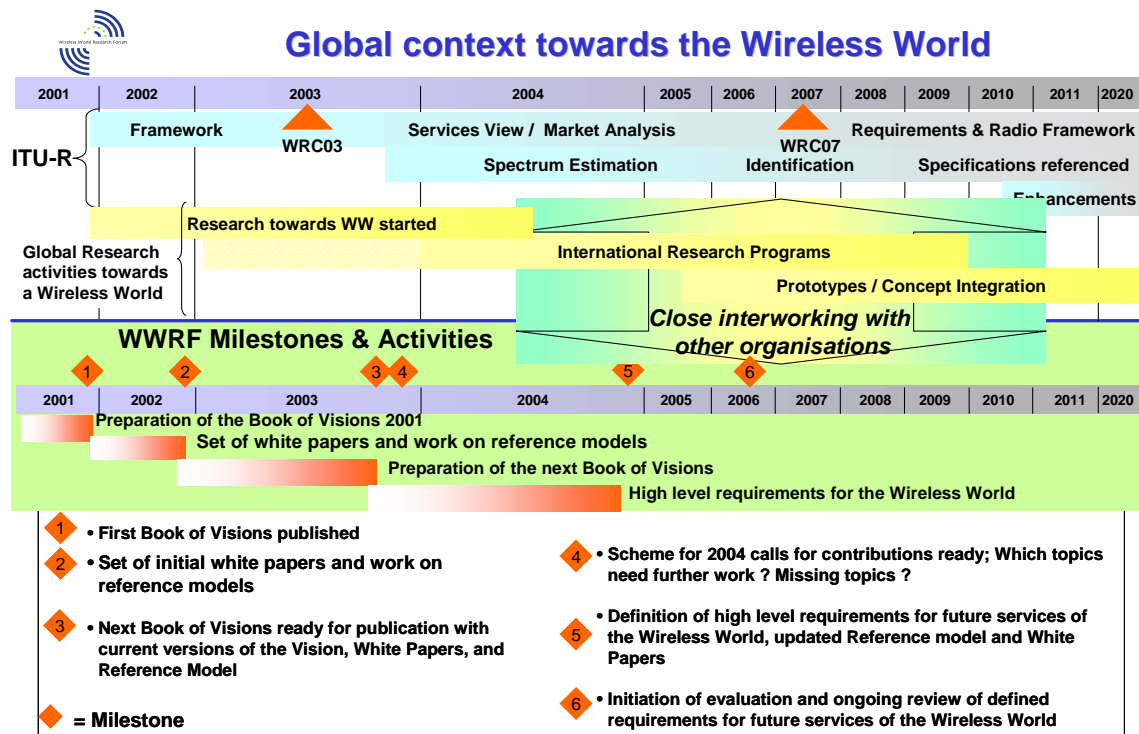 Wireless World Research Forum
Global context towards the Wireless World
2001 2002 2003 2004 2005 2006 2007 2008 2009 2010 2011 2020
Framework
Services View / Market Analysis
Requirements & Radio Framework
ITU-R
WRC03
WRC07
Spectrum Estimation
Identification
Specifications referenced
Enhancements
Research towards WW started
Global Research
activities towards
a Wireless World
International Research Programs
Prototypes / Concept Integration
Close interworking with
other organisations
WWRF Milestones & Activities
1 2 3 4 5 6
2001 2002 2003 2004 2005 2006 2007 2008 2009 2010 2011 2020
Preparation of the Book of Visions 2001
Set of white papers and work on reference models
Preparation of the next Book of Visions
High level requirements for the Wireless World
1 • First Book of Visions published
2 • Set of initial white papers and work on
reference models
3 • Next Book of Visions ready for publication with
current versions of the Vision, White Papers, and
Reference Model
= Milestone
4 • Scheme for 2004 calls for contributions ready; Which topics
need further work ? Missing topics ?
5 • Definition of high level requirements for future services of
the Wireless World, updated Reference model and White
Papers
6 • Initiation of evaluation and ongoing review of defined
requirements for future services of the Wireless World